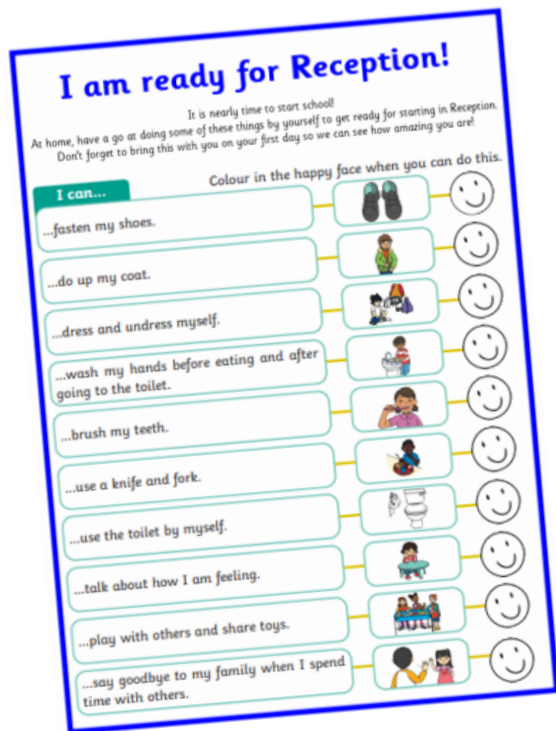 I am ready for Reception!
It is nearly time to start school!
At home, have a go at doing some of these things by yourself to get ready for starting in Reception.
Don't forget to bring this with you on your first day so we can see how amazing you are!
I can...
Colour in the happy face when you can do this.
...fasten my shoes.
...do up my coat.
...dress and undress myself.
...wash my hands before eating and after
going to the toilet.
...brush my teeth.
...use a knife and fork.
...use the toilet by myself.
...talk about how I am feeling.
...play with others and share toys.
...say goodbye to my family when I spend
time with others.